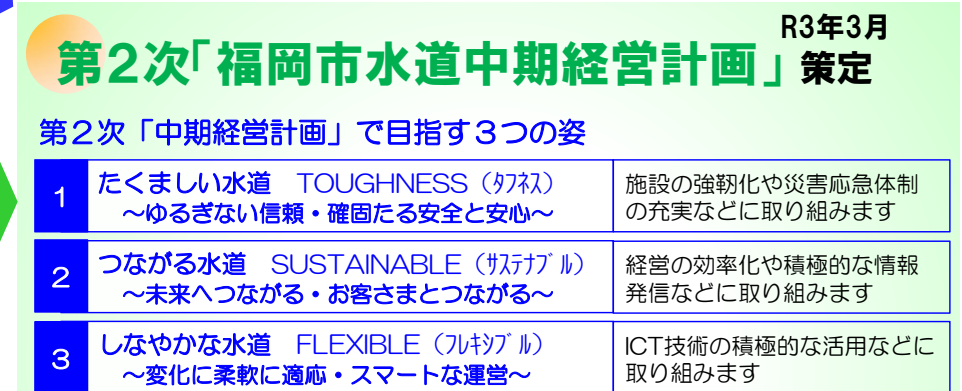 R3年3月
第2次「福岡市水道中期経営計画」策定
第２次「中期経営計画」で目指す３つの姿
1
たくましい水道　TOUGHNESS（ﾀﾌﾈｽ）
～ゆるぎない信頼・確固たる安全と安心～
施設の強靭化や災害応急体制
の充実などに取り組みます
2
つながる水道　SUSTAINABLE（ｻｽﾃﾅﾌﾞﾙ）
～未来へつながる・お客さまとつながる～
経営の効率化や積極的な情報
発信などに取り組みます
3
しなやかな水道　FLEXIBLE（ﾌﾚｷｼﾌﾞﾙ）
～変化に柔軟に適応・スマートな運営～
ICT技術の積極的な活用などに
取り組みます